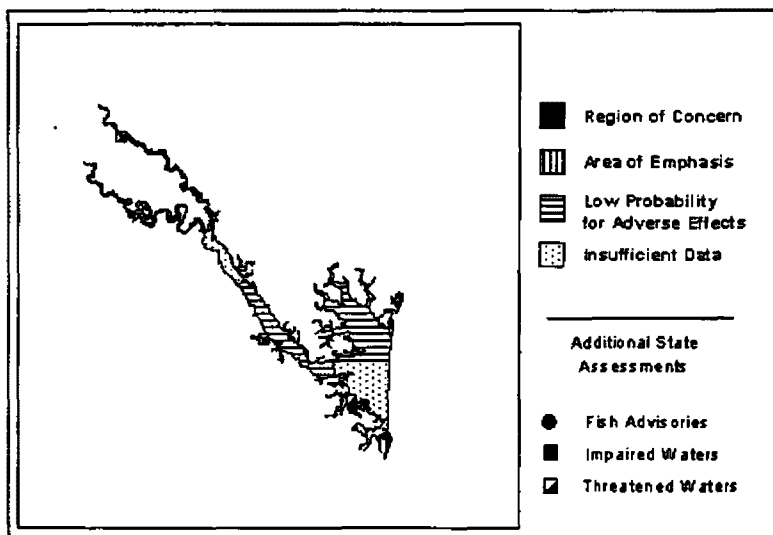 Region of Concern
Area of Emphasis
Low Probability
for Adverse Effects
Insufficient Data
Additional State
Assessments
Fish Advisories
Impaired Waters
Threatened Waters